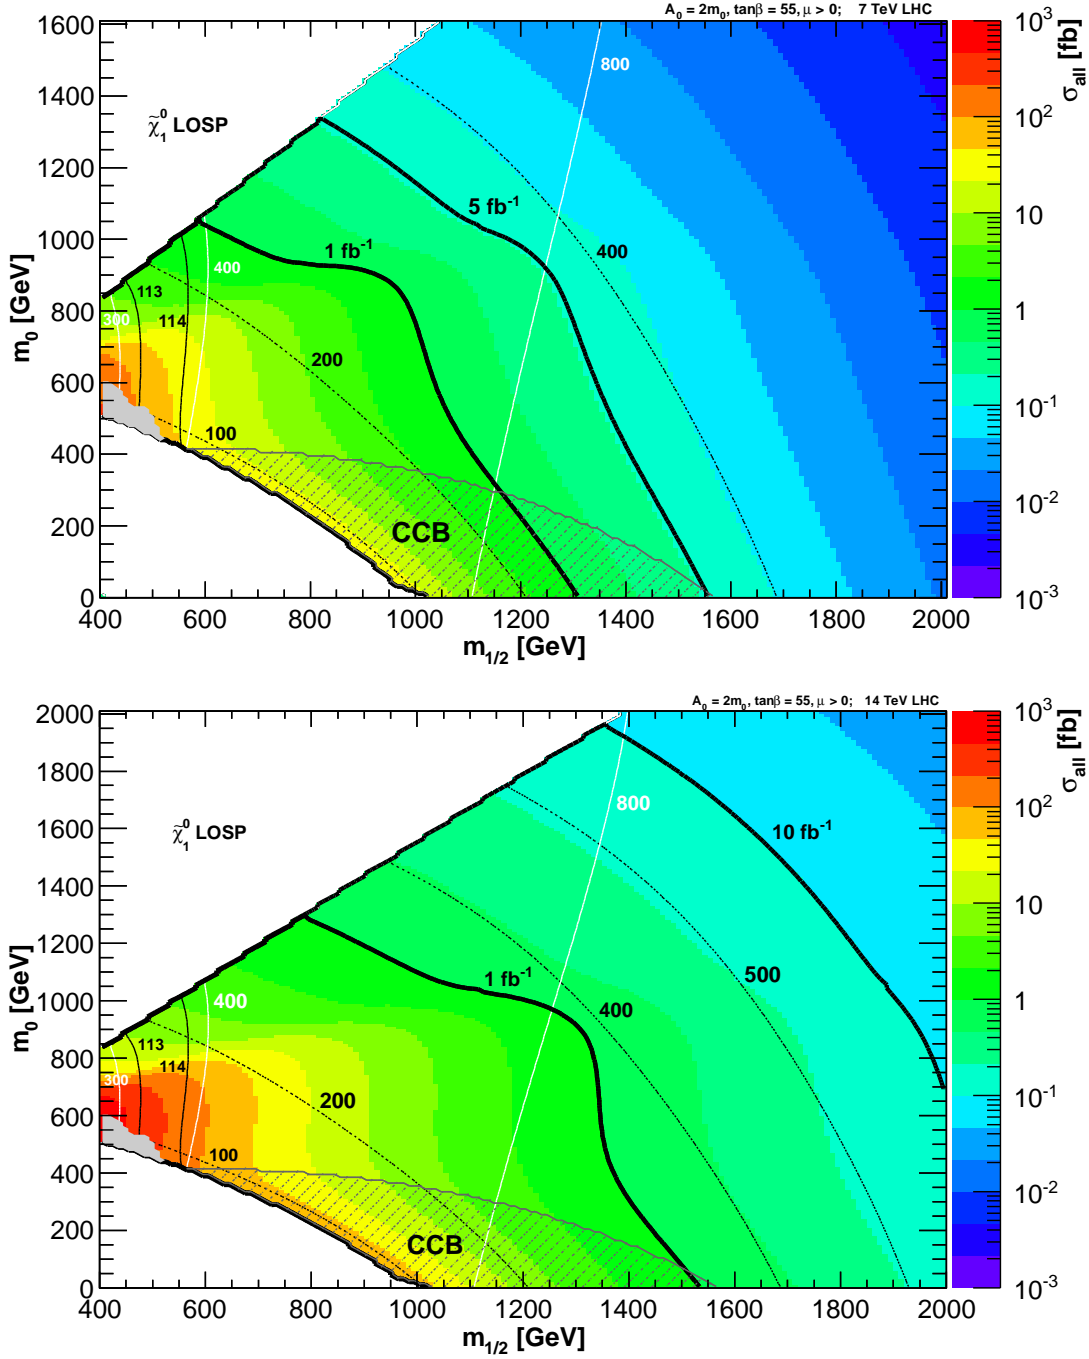 A₀ = 2m₀, tanβ = 55, μ > 0; 7 TeV LHC
10³
10²
10
1
10⁻¹
10⁻²
10⁻³
σ_all [fb]
1600
1400
1200
1000
800
600
400
200
0
m₀ [GeV]
χ̃₁⁰ LOSP
800
5 fb⁻¹
1 fb⁻¹
400
400
113
114
300
200
100
CCB
400 600 800 1000 1200 1400 1600 1800 2000
m₁/₂ [GeV]
A₀ = 2m₀, tanβ = 55, μ > 0; 14 TeV LHC
10³
10²
10
1
10⁻¹
10⁻²
10⁻³
σ_all [fb]
2000
1800
1600
1400
1200
1000
800
600
400
200
0
m₀ [GeV]
χ̃₁⁰ LOSP
800
10 fb⁻¹
1 fb⁻¹
500
400
400
113
114
300
200
100
CCB
400 600 800 1000 1200 1400 1600 1800 2000
m₁/₂ [GeV]